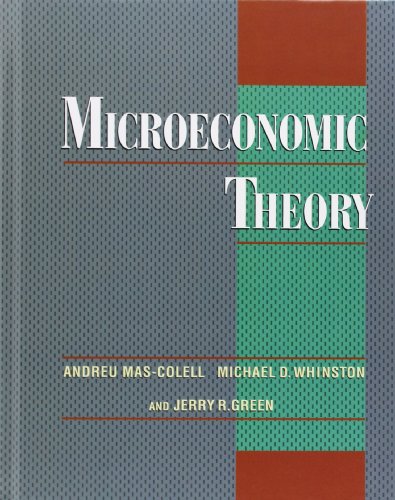 MICROECONOMIC
THEORY
ANDREU MAS-COLELL MICHAEL D. WHINSTON
AND JERRY R. GREEN